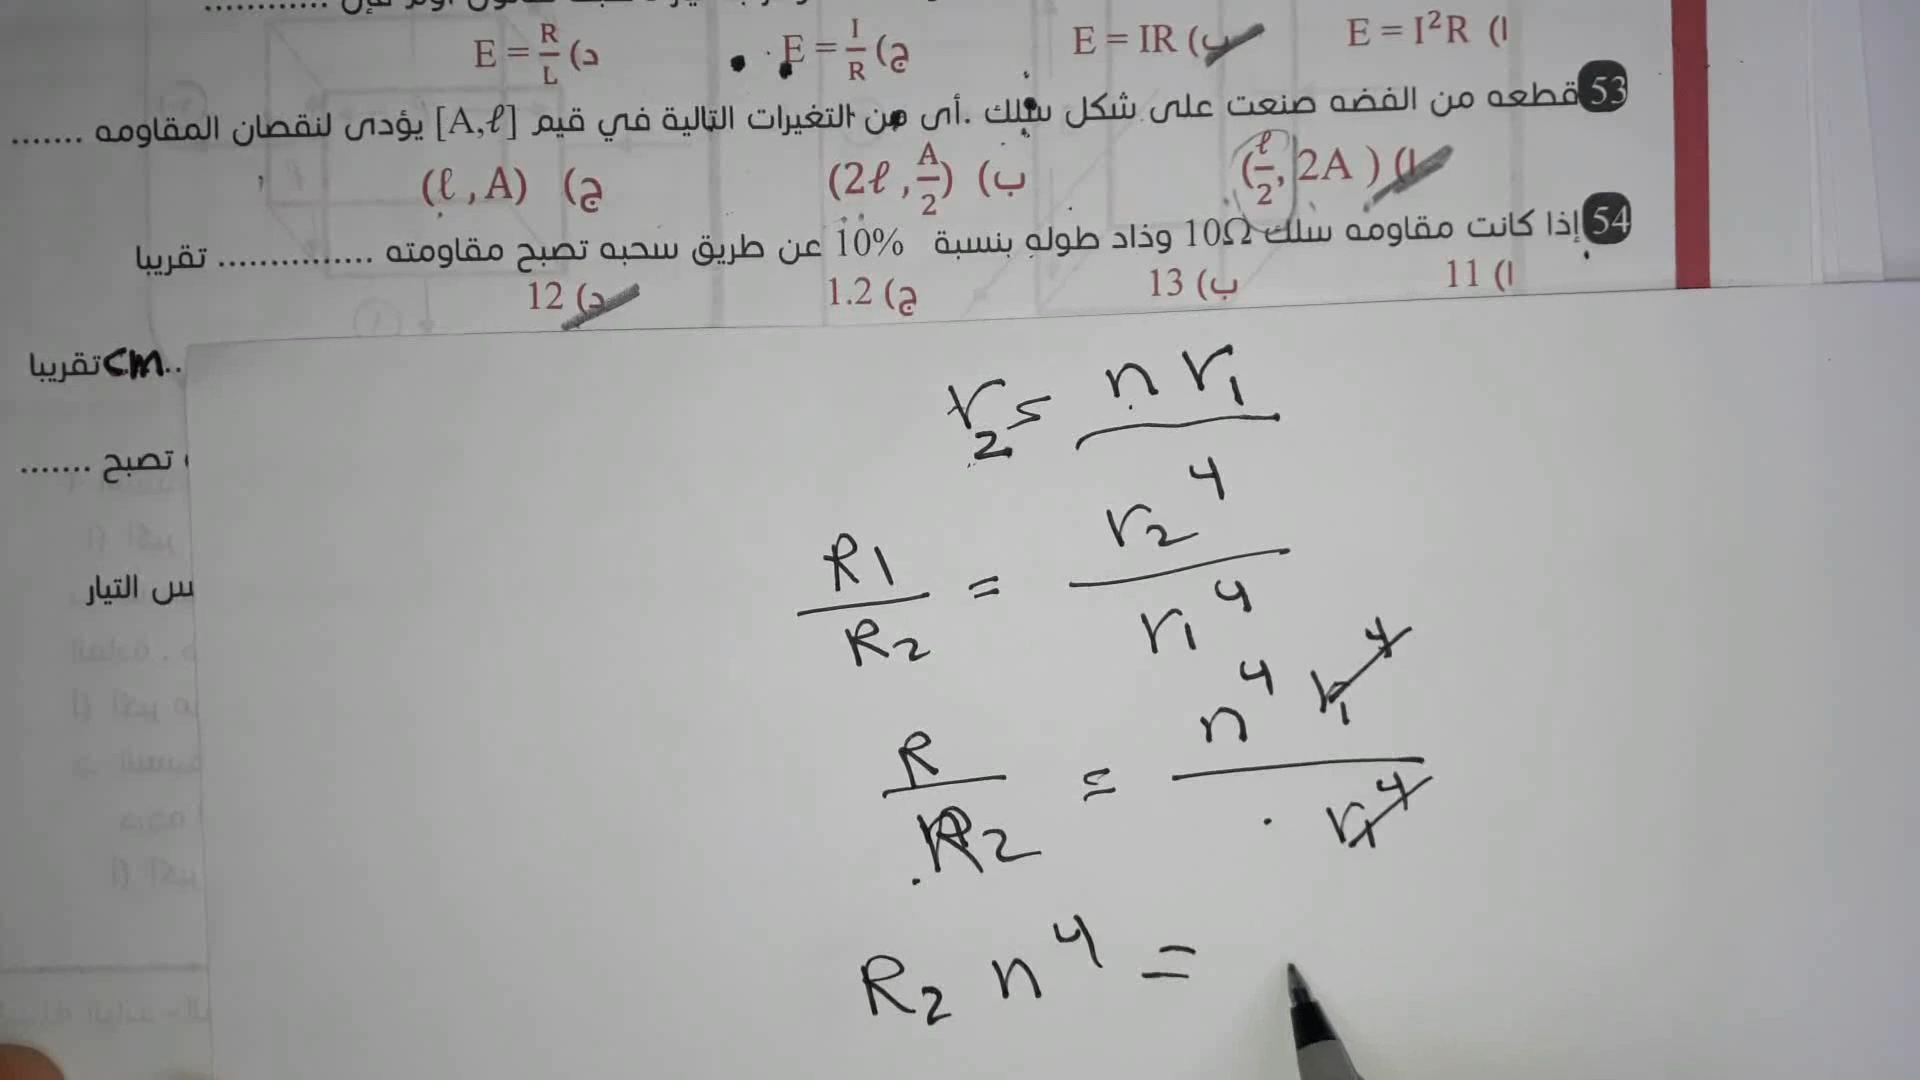 ا) E = I²R ب) E = IR ج) E = I/R د) E = R/L
53 قطعه من الفضه صنعت على شكل سلك .أى من التغيرات التالية في قيم [A,ℓ] يؤدى لنقصان المقاومه .......
ا) (ℓ/2, 2A) ب) (2ℓ , A/2) ج) (ℓ , A)
54 إذا كانت مقاومه سلك 10Ω وذاد طوله بنسبة 10% عن طريق سحبه تصبح مقاومته ............... تقريبا
ا) 11 ب) 13 ج) 1.2 د) 12
..cm تقريبا
تصبح .......
س التيار
r₂ = n r₁
R1/R2 = r₂⁴/r₁⁴
R/R2 = n⁴ r₁⁴/r₁⁴
R₂ n⁴ =